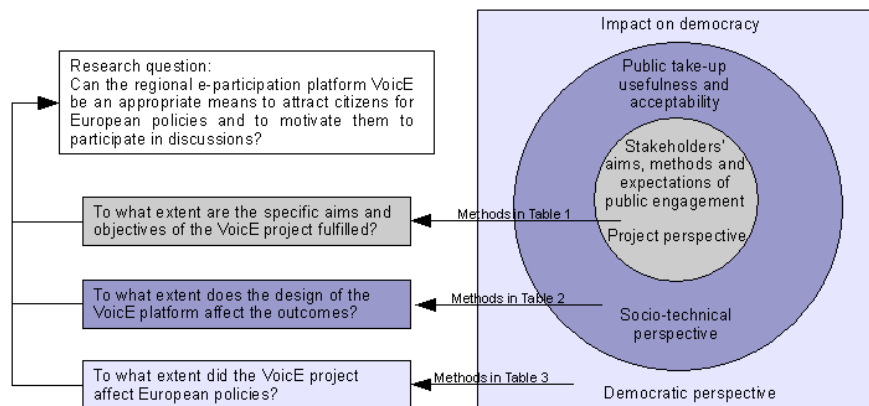 Research question:
Can the regional e-participation platform VoicE
be an appropriate means to attract citizens for
European policies and to motivate them to
participate in discussions?
To what extent are the specific aims and
objectives of the VoicE project fulfilled?
To what extent does the design of the
VoicE platform affect the outcomes?
To what extent did the VoicE project
affect European policies?
Methods in Table 1
Methods in Table 2
Methods in Table 3
Impact on democracy
Public take-up
usefulness and
acceptability
Stakeholders'
aims, methods and
expectations of
public engagement
Project perspective
Socio-technical
perspective
Democratic perspective